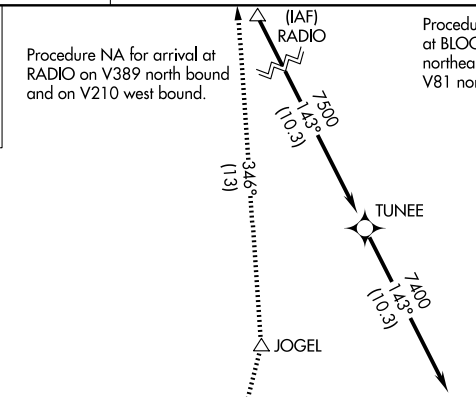 (IAF)
RADIO
Procedure NA for arrival at
RADIO on V389 north bound
and on V210 west bound.
Procedu
at BLOC
northea
V81 nor
7500
143°
(10.3)
346°
(13)
TUNEE
7400
143°
(10.3)
JOGEL